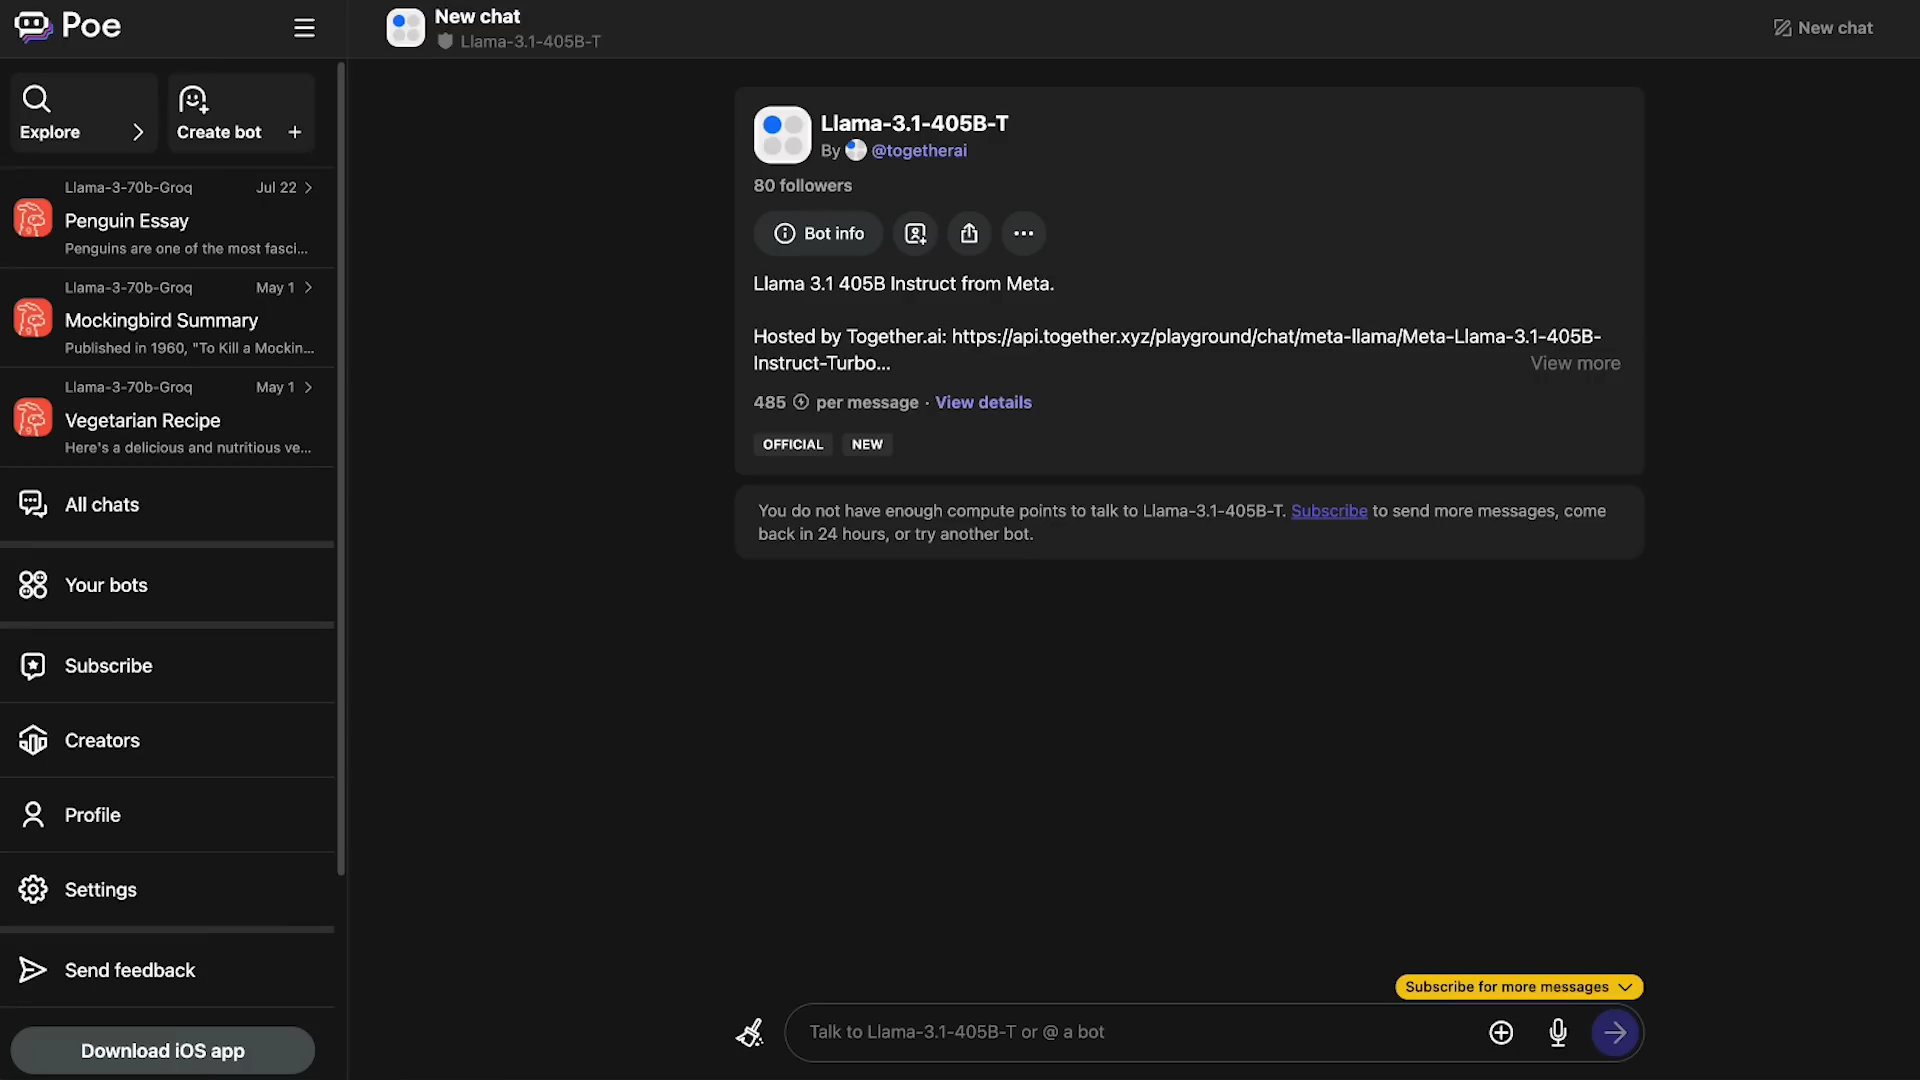 Poe
Explore
Create bot
Llama-3-70b-Groq Jul 22
Penguin Essay
Penguins are one of the most fasci...
Llama-3-70b-Groq May 1
Mockingbird Summary
Published in 1960, "To Kill a Mockin...
Llama-3-70b-Groq May 1
Vegetarian Recipe
Here's a delicious and nutritious ve...
All chats
Your bots
Subscribe
Creators
Profile
Settings
Send feedback
Download iOS app
New chat
Llama-3.1-405B-T
New chat
Llama-3.1-405B-T
By @togetherai
80 followers
Bot info
Llama 3.1 405B Instruct from Meta.
Hosted by Together.ai: https://api.together.xyz/playground/chat/meta-llama/Meta-Llama-3.1-405B-
Instruct-Turbo... View more
485 per message · View details
OFFICIAL NEW
You do not have enough compute points to talk to Llama-3.1-405B-T. Subscribe to send more messages, come
back in 24 hours, or try another bot.
Subscribe for more messages
Talk to Llama-3.1-405B-T or @ a bot